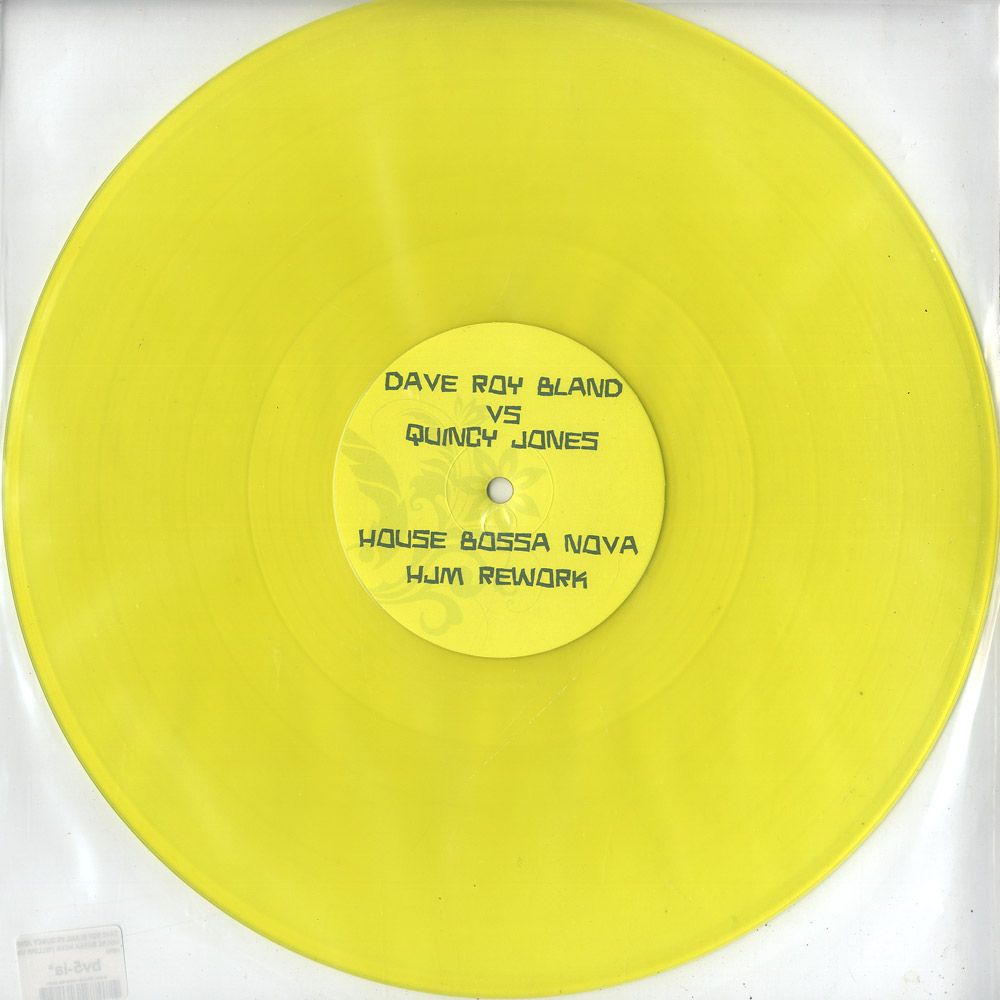 DAVE ROY BLAND
VS
QUINCY JONES
HOUSE BOSSA NOVA
HJM REWORK